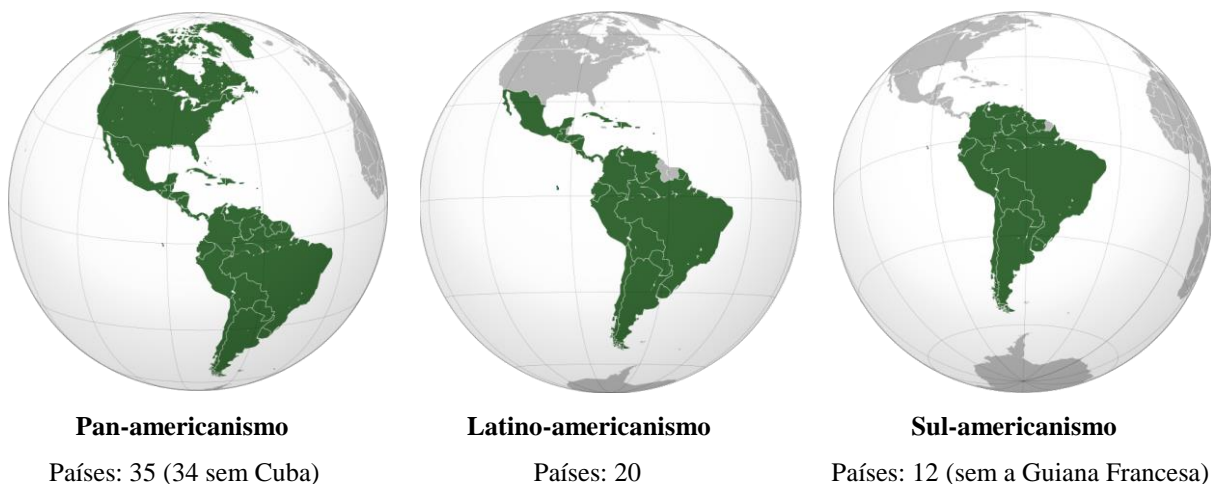 Pan-americanismo
Latino-americanismo
Sul-americanismo
Países: 35 (34 sem Cuba)
Países: 20
Países: 12 (sem a Guiana Francesa)